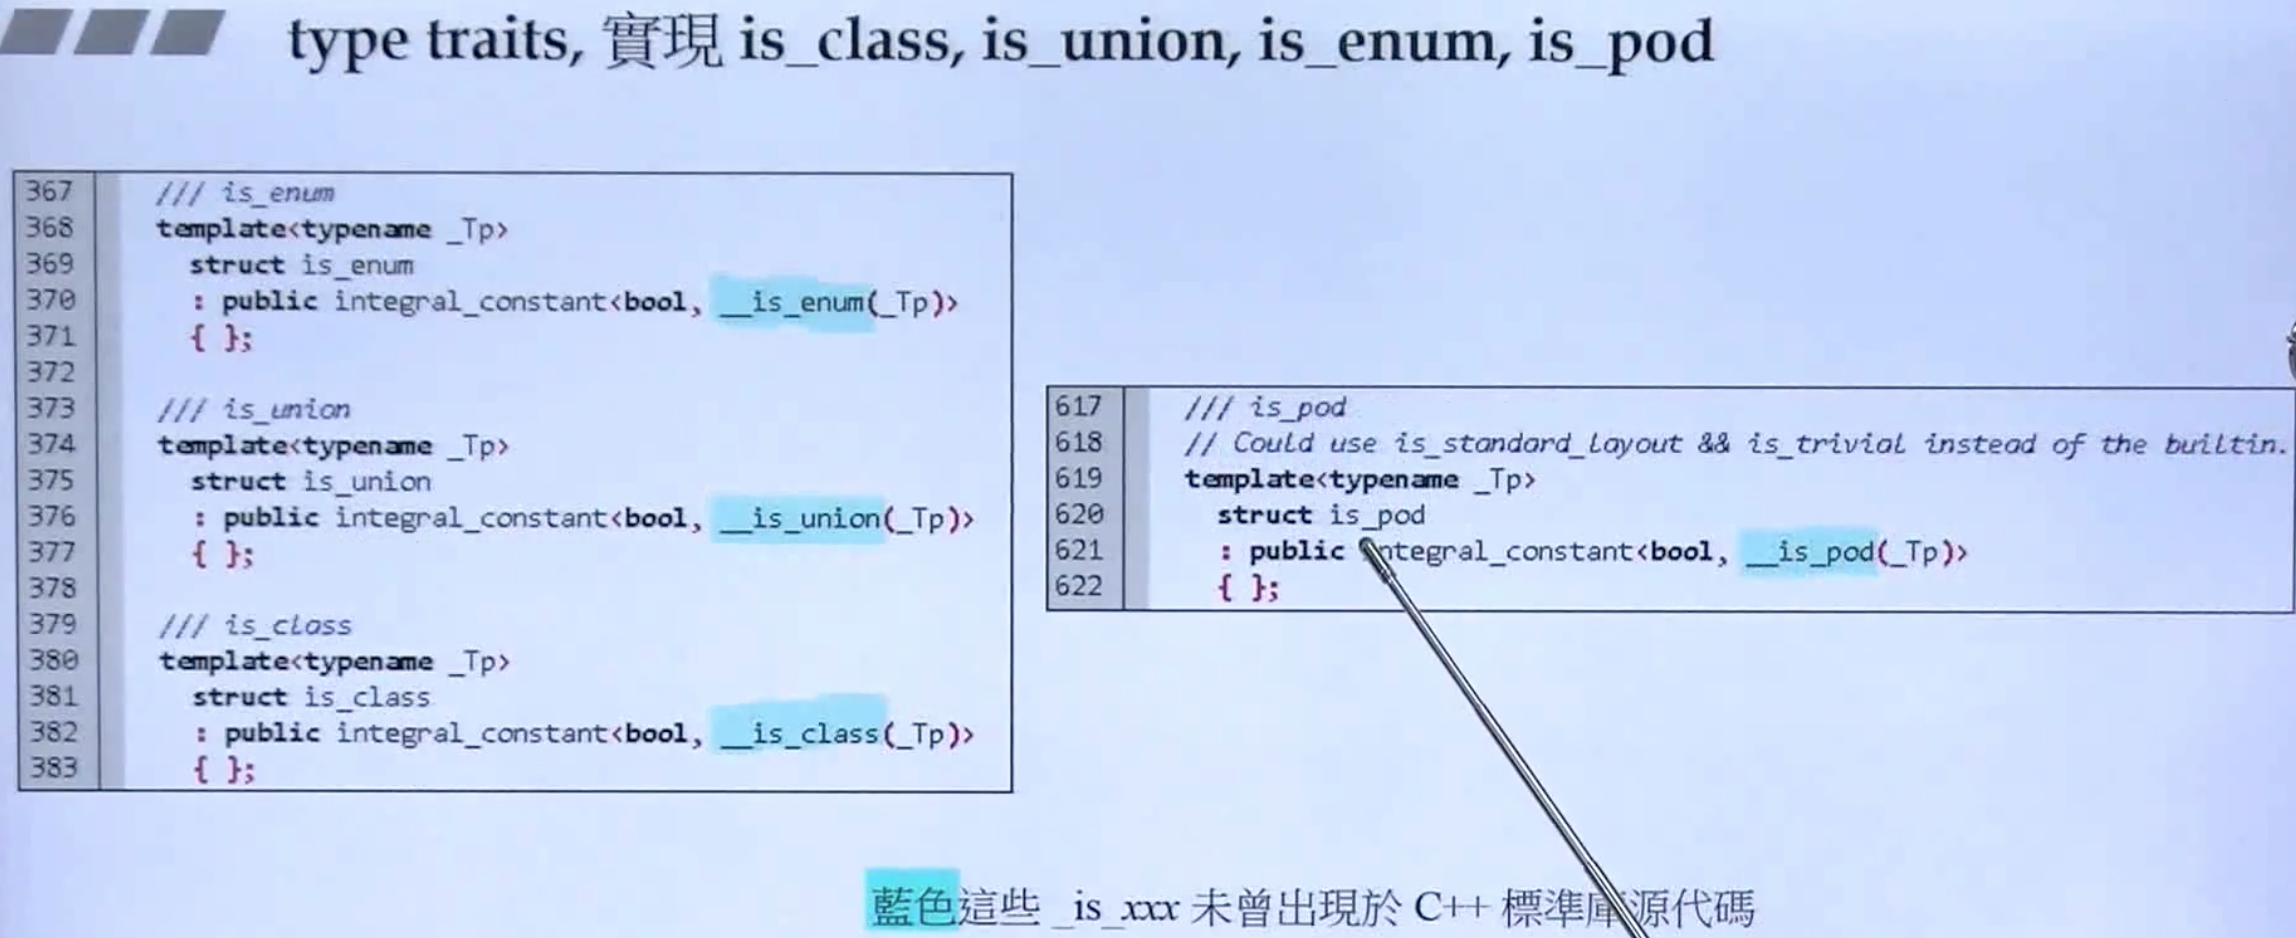 type traits, 實現 is_class, is_union, is_enum, is_pod
367 /// is_enum
368 template<typename _Tp>
369 struct is_enum
370 : public integral_constant<bool, __is_enum(_Tp)>
371 { };
372
373 /// is_union
374 template<typename _Tp>
375 struct is_union
376 : public integral_constant<bool, __is_union(_Tp)>
377 { };
378
379 /// is_class
380 template<typename _Tp>
381 struct is_class
382 : public integral_constant<bool, __is_class(_Tp)>
383 { };
617 /// is_pod
618 // Could use is_standard_layout && is_trivial instead of the builtin.
619 template<typename _Tp>
620 struct is_pod
621 : public integral_constant<bool, __is_pod(_Tp)>
622 { };
藍色這些 _is_xxx 未曾出現於 C++ 標準庫源代碼